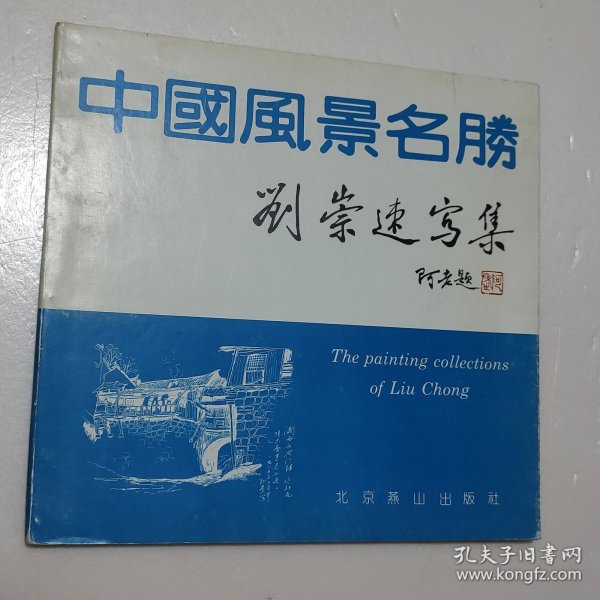 中國風景名勝
劉崇速寫集
阿老題
The painting collections
of Liu Chong
北京燕山出版社
孔夫子旧书网
www.kongfz.com